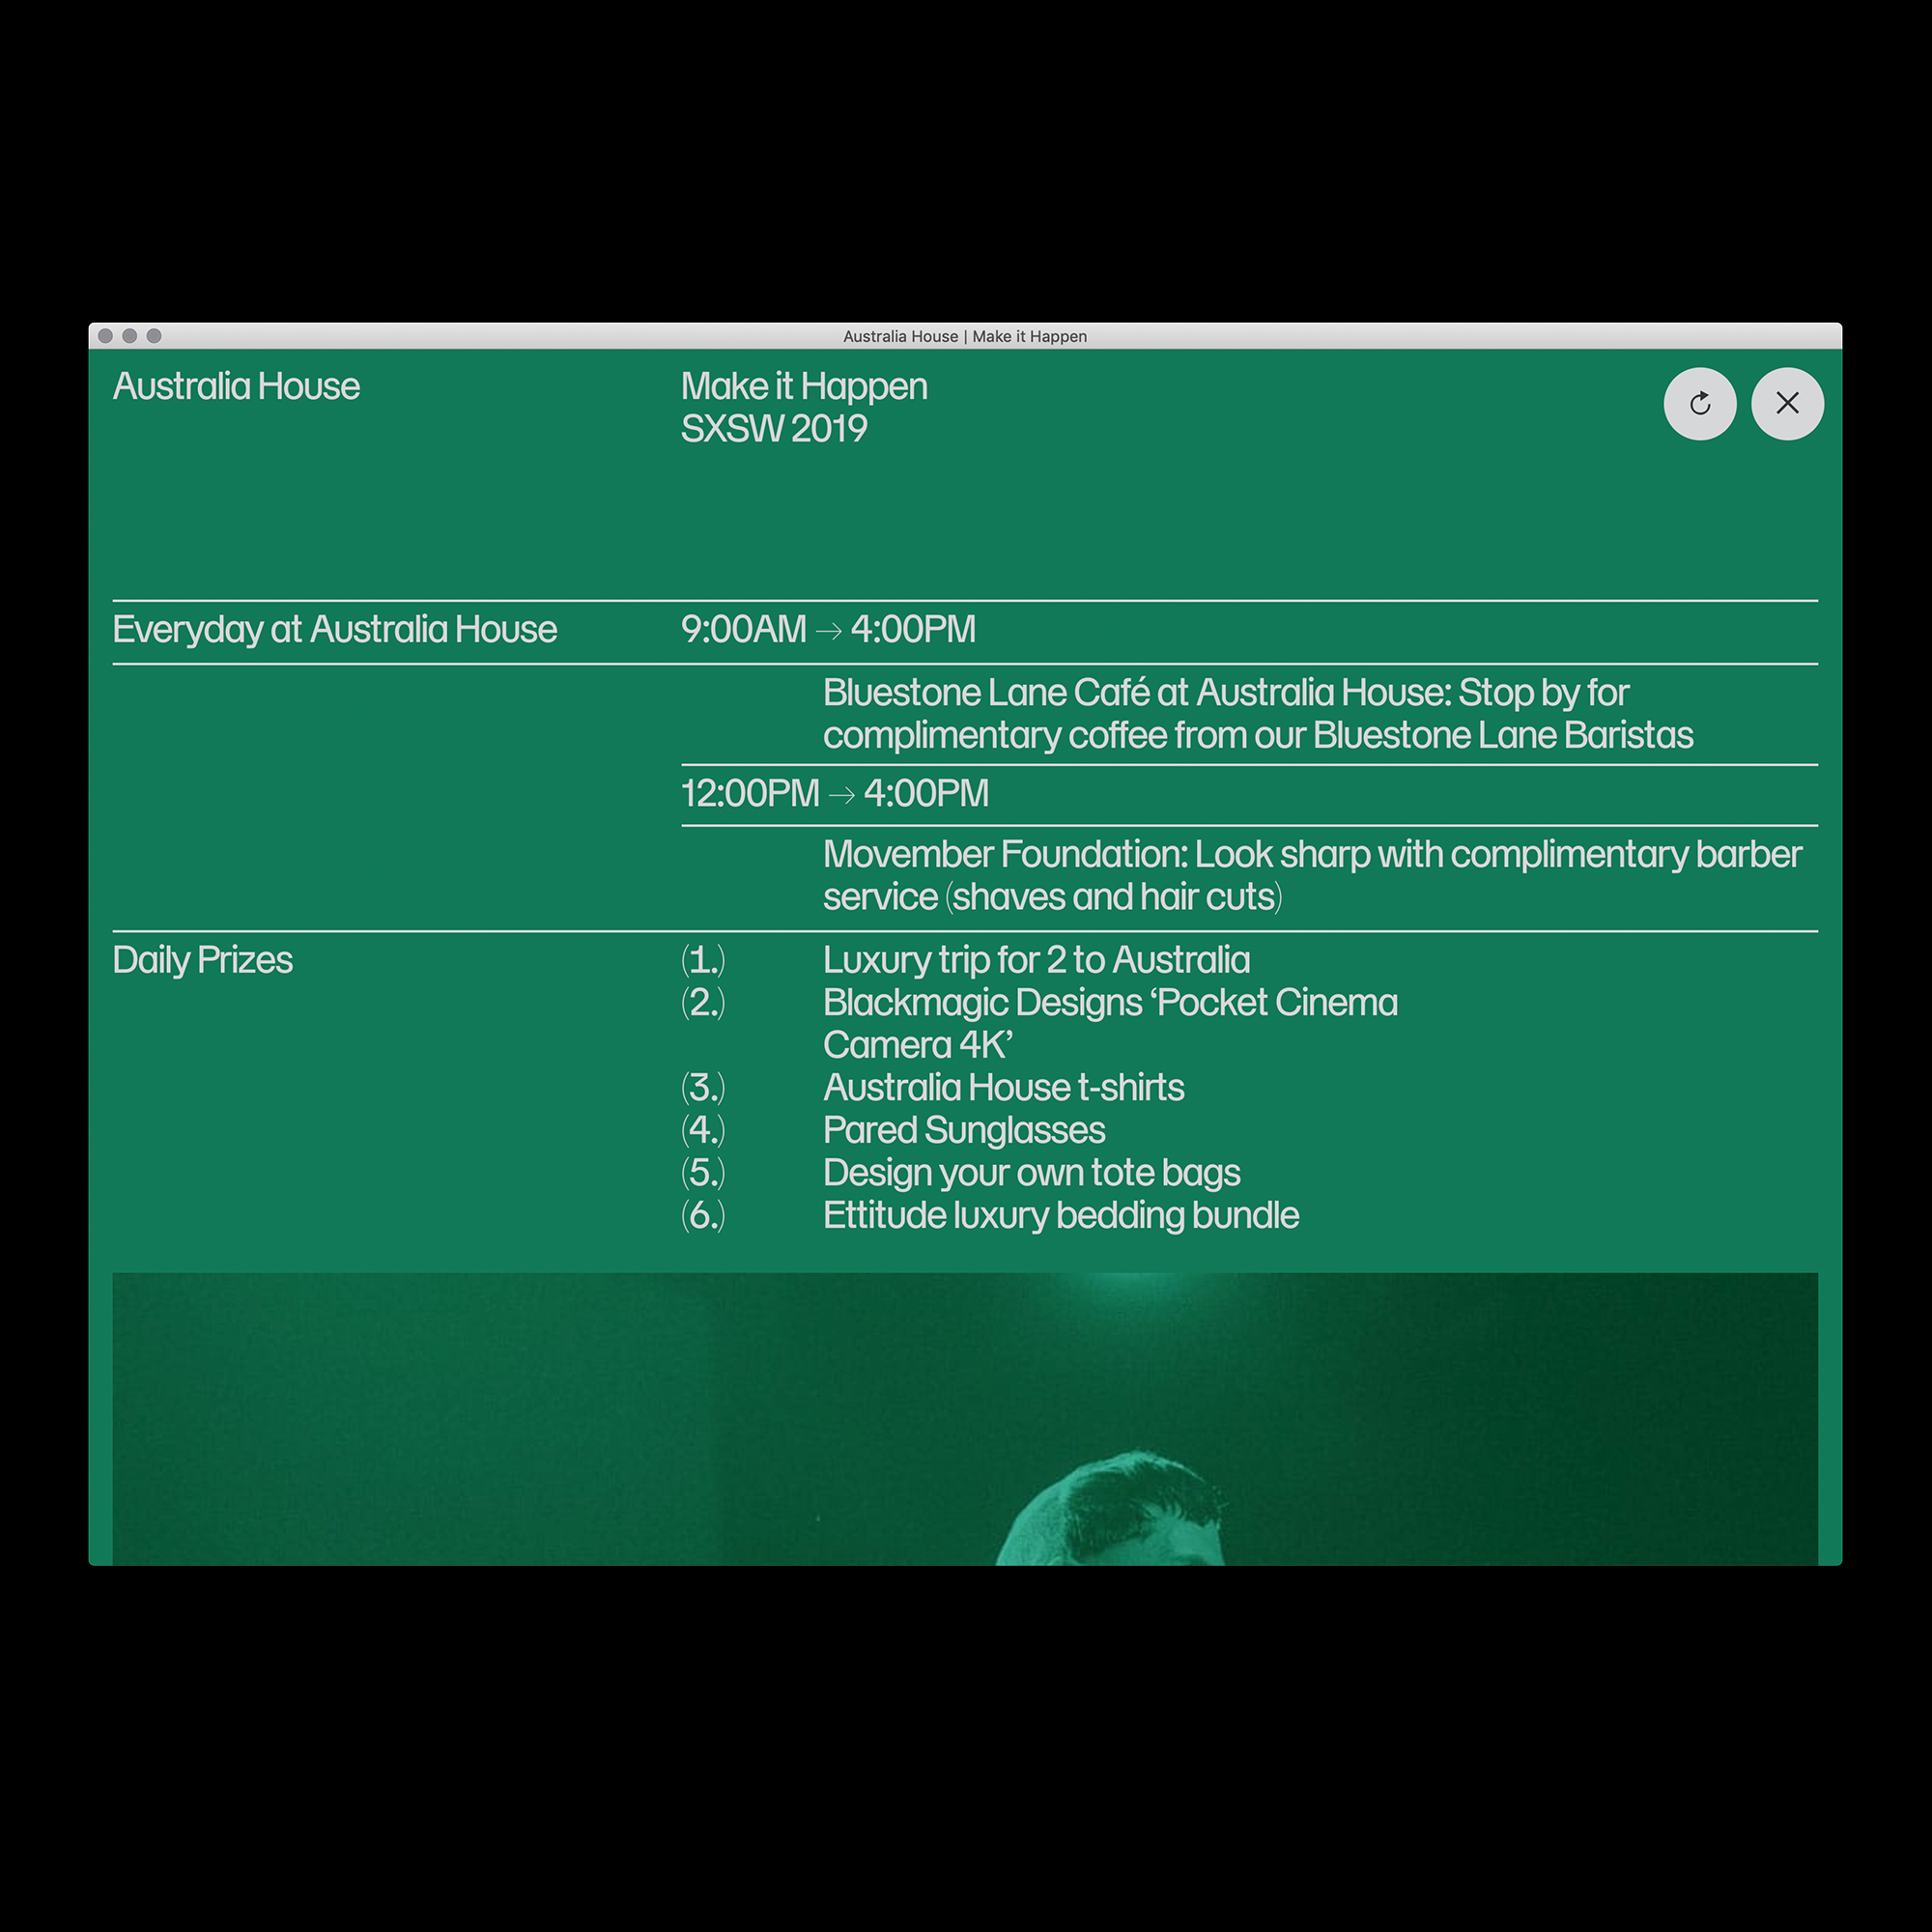 Australia House | Make it Happen
Australia House
Make it Happen
SXSW 2019
Everyday at Australia House
9:00AM → 4:00PM
Bluestone Lane Café at Australia House: Stop by for
complimentary coffee from our Bluestone Lane Baristas
12:00PM → 4:00PM
Movember Foundation: Look sharp with complimentary barber
service (shaves and hair cuts)
Daily Prizes
(1.) Luxury trip for 2 to Australia
(2.) Blackmagic Designs ‘Pocket Cinema
Camera 4K’
(3.) Australia House t-shirts
(4.) Pared Sunglasses
(5.) Design your own tote bags
(6.) Ettitude luxury bedding bundle